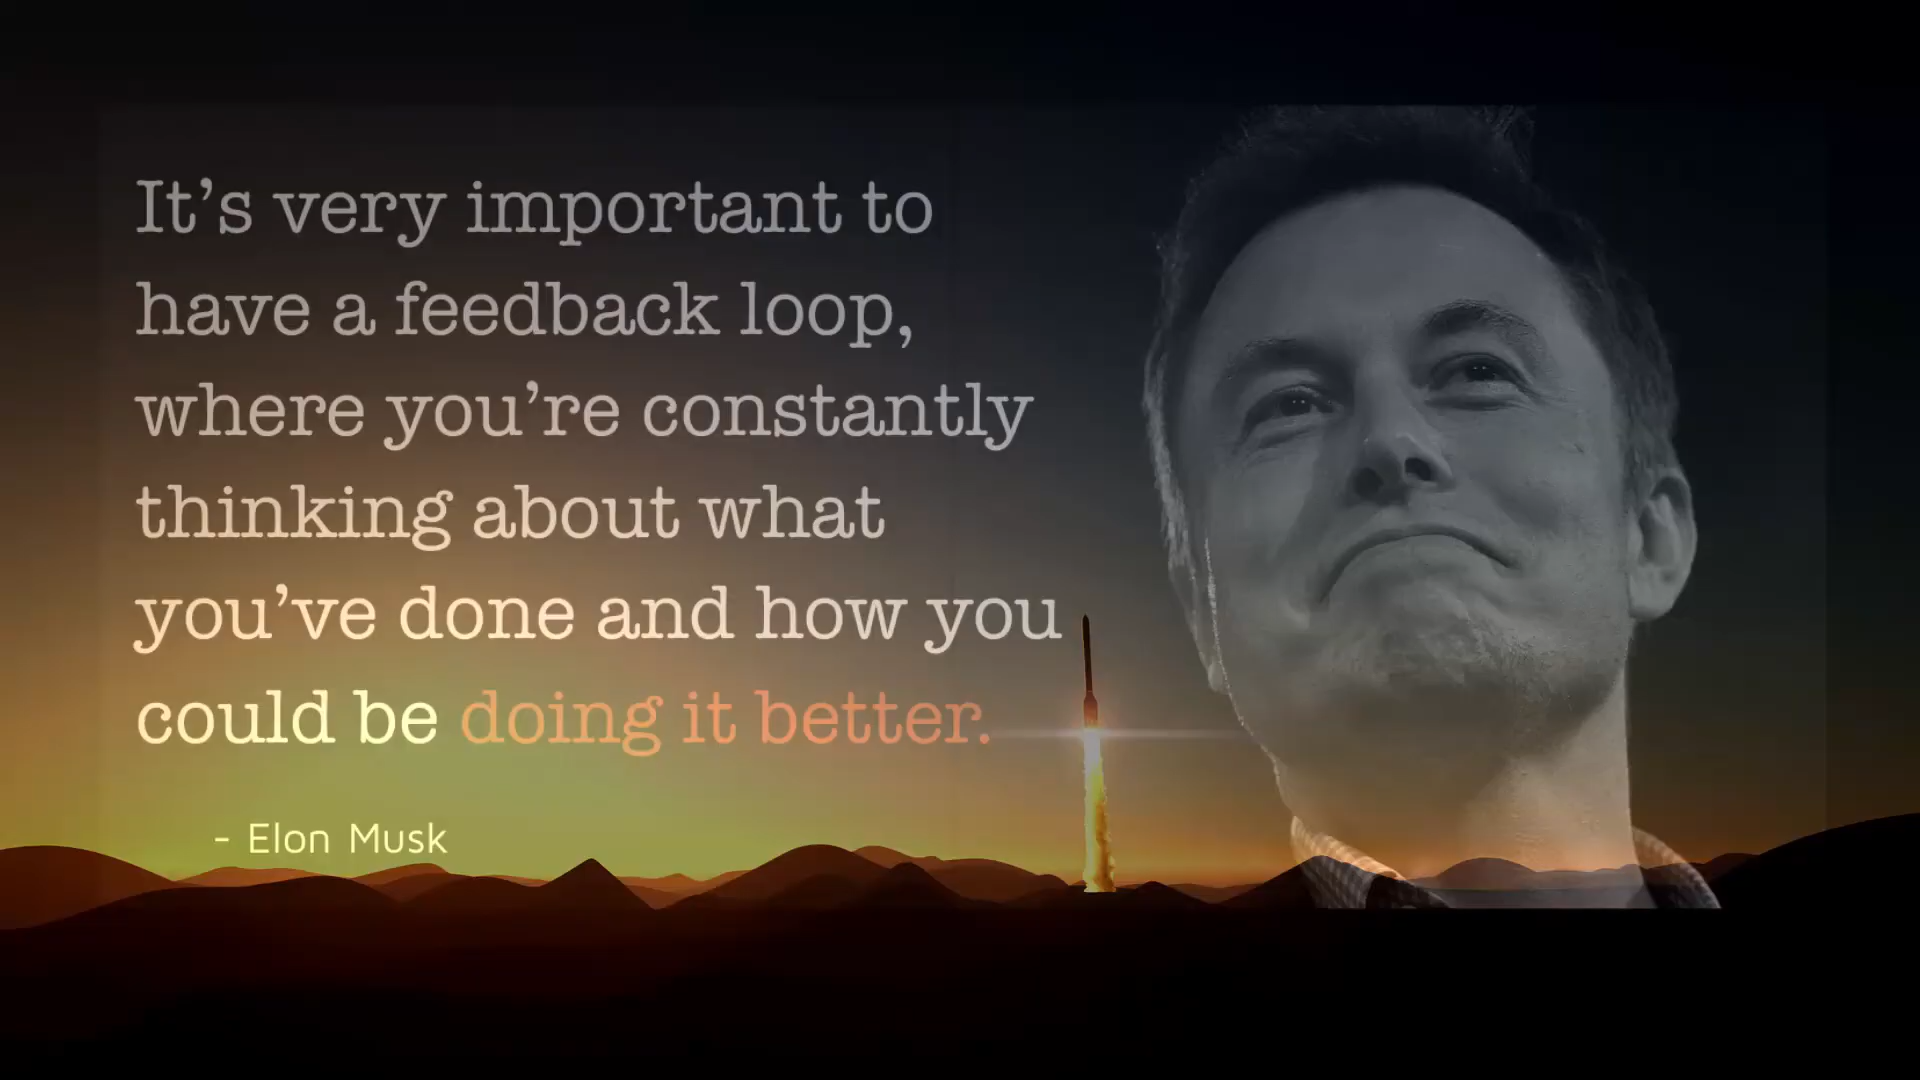 It’s very important to
have a feedback loop,
where you’re constantly
thinking about what
you’ve done and how you
could be doing it better.
- Elon Musk